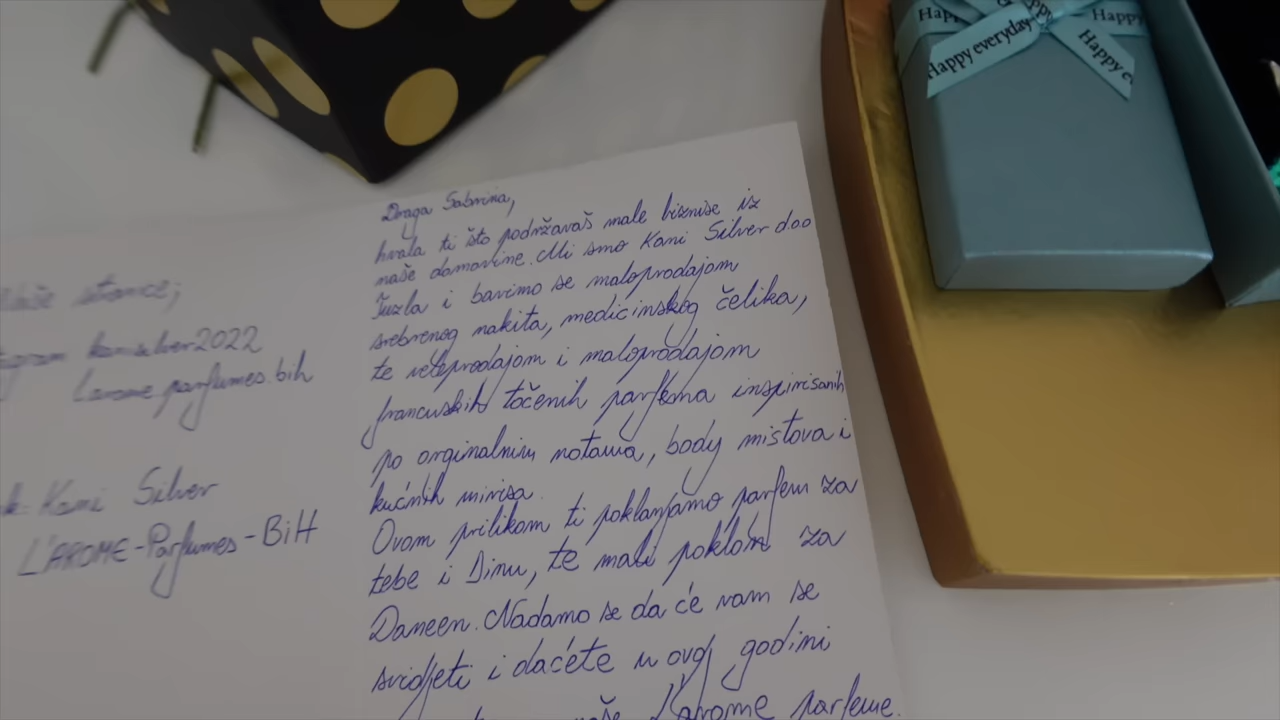 Happy everyday
Happy
Happy e
Draga Sabrina,
hvala ti što podržavaš male biznise iz
naše domovine. Mi smo Kami Silver doo
Tuzla i bavimo se maloprodajom
srebrenog nakita, medicinskog čelika,
te veleprodajom i maloprodajom
francuskih točenih parfema inspirisanih
po orginalnim notama, body mistova i
kućnih mirisa.
Ovom prilikom ti poklanjamo parfem za
tebe i Dinu, te mali poklon za
Daneen. Nadamo se da će vam se
svidjeti i daćete u ovoj godini
naše L'arome parfeme.
stranice;
kamisilver2022
larome.parfumes.bih
Kami Silver
L'AROME-Parfumes-BiH